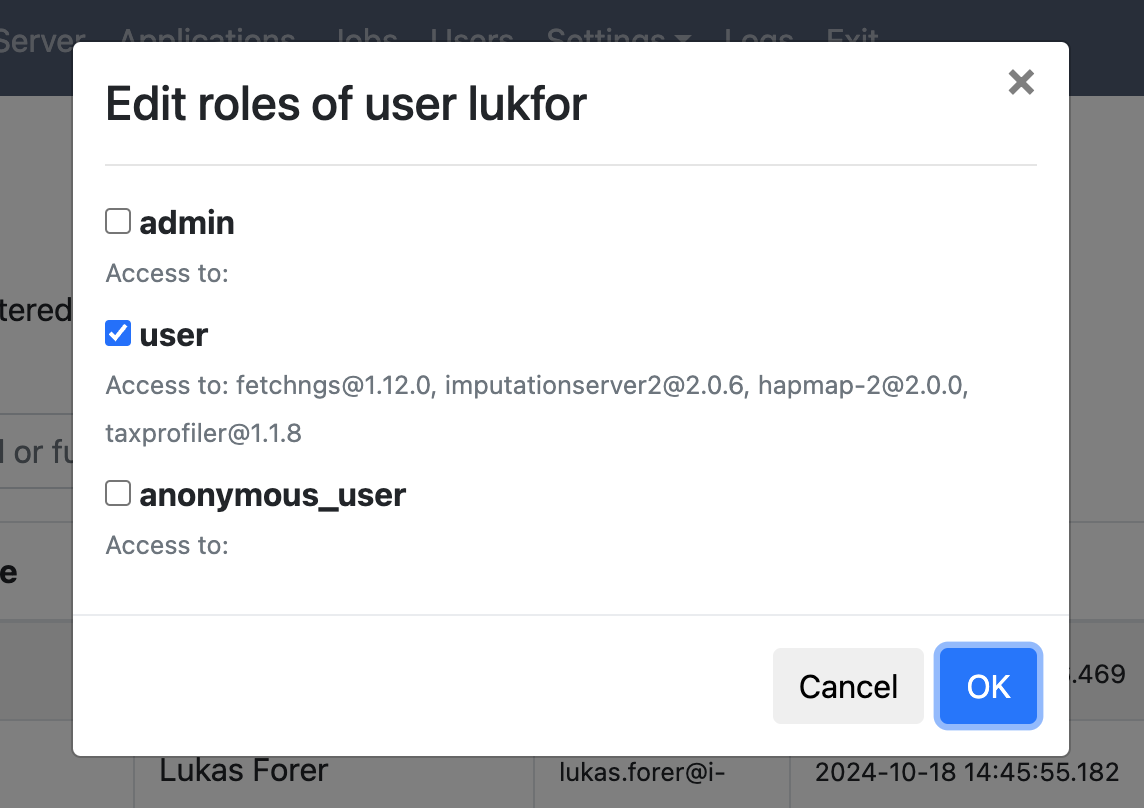 Server Applications Jobs Users Settings Logs Exit
Edit roles of user lukfor
admin
Access to:
user
Access to: fetchngs@1.12.0, imputationserver2@2.0.6, hapmap-2@2.0.0,
taxprofiler@1.1.8
anonymous_user
Access to:
tered
l or fu
e
Cancel
OK
.469
Lukas Forer
lukas.forer@i-
2024-10-18 14:45:55.182